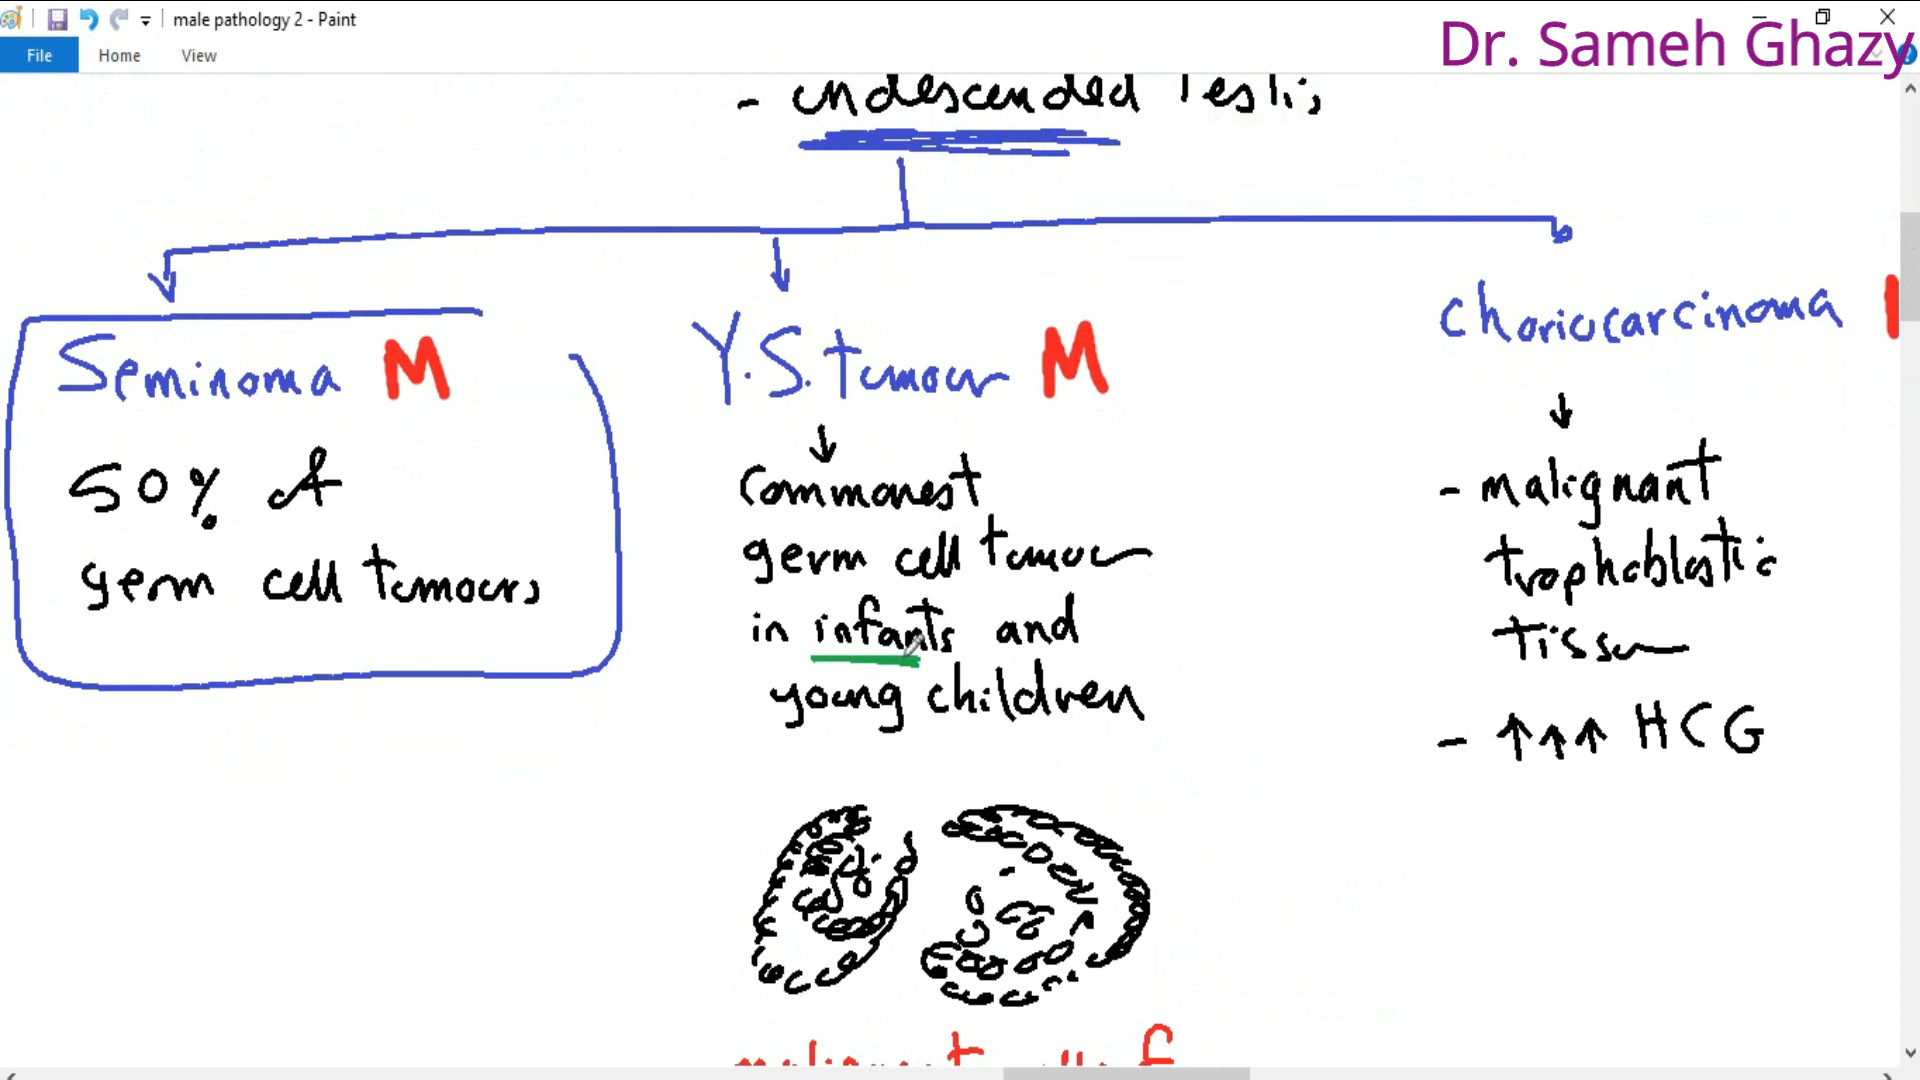 male pathology 2 - Paint
Dr. Sameh Ghazy
File Home View
- undescended Testis
Seminoma M
50% of
germ cell tumours
Y.S. tumour M
commonest
germ cell tumour
in infants and
young children
Choriocarcinoma
- malignant
trophoblastic
tissue
- ↑↑↑ HCG
malignant